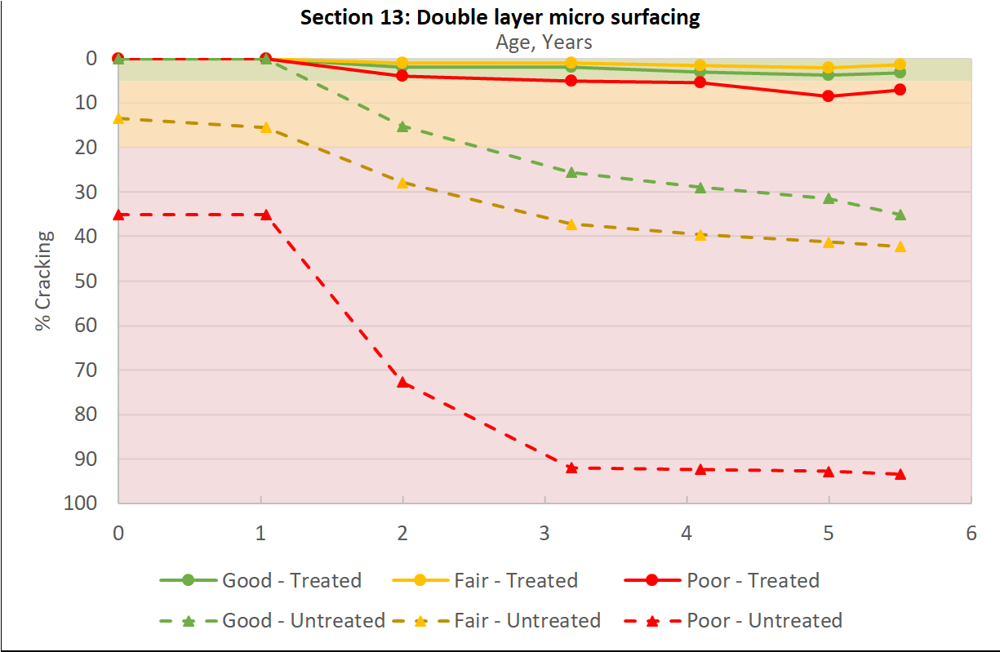 Section 13: Double layer micro surfacing
Age, Years
0
10
20
30
40
50
60
70
80
90
100
% Cracking
0 1 2 3 4 5 6
Good - Treated Fair - Treated Poor - Treated
Good - Untreated Fair - Untreated Poor - Untreated